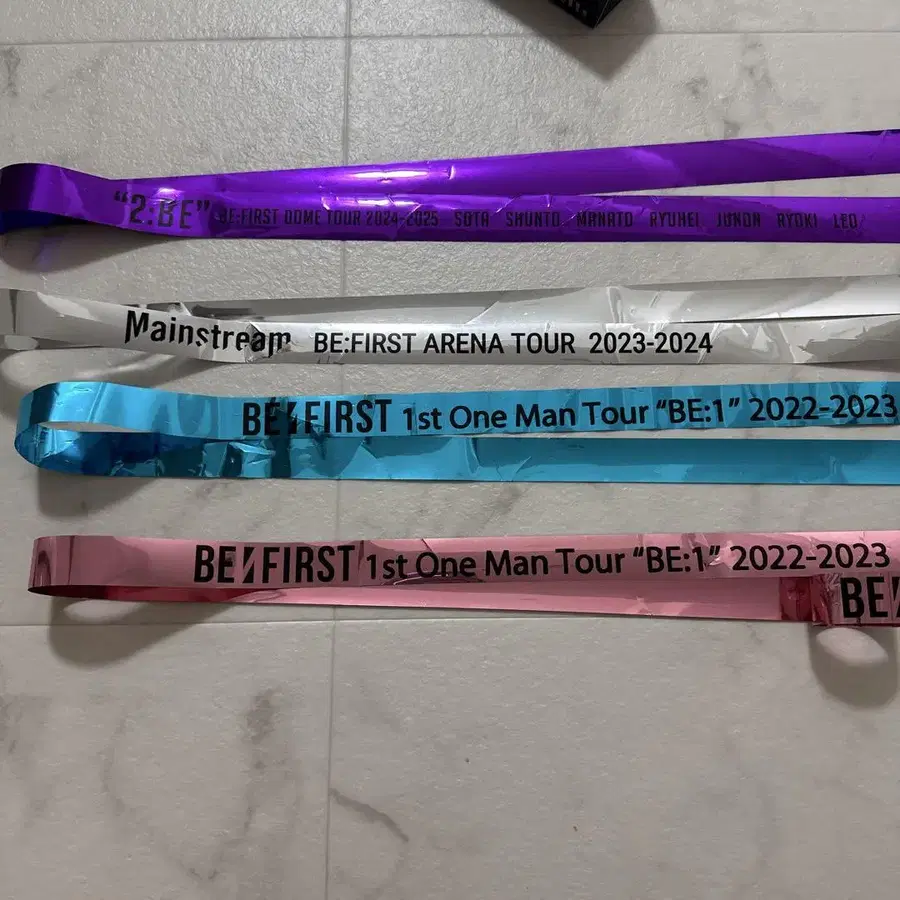 "2:BE" BE:FIRST DOME TOUR 2024-2025 SOTA SHUNTO MANATO RYUHEI JUNON RYOKI LEO
Mainstream BE:FIRST ARENA TOUR 2023-2024
BE:FIRST 1st One Man Tour "BE:1" 2022-2023
BE:FIRST 1st One Man Tour "BE:1" 2022-2023
BE: